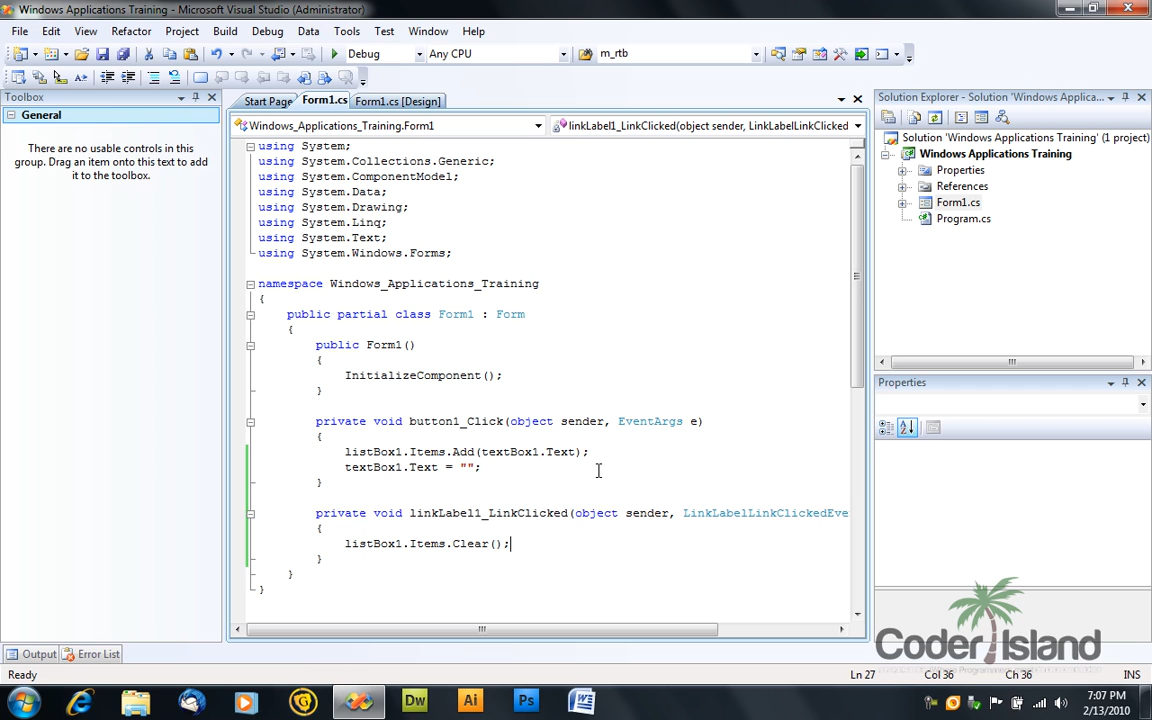 Windows Applications Training - Microsoft Visual Studio (Administrator)
File Edit View Refactor Project Build Debug Data Tools Test Window Help
Debug Any CPU m_rtb
Toolbox
General
There are no usable controls in this
group. Drag an item onto this text to add
it to the toolbox.
Start Page Form1.cs Form1.cs [Design]
Windows_Applications_Training.Form1 linkLabel1_LinkClicked(object sender, LinkLabelLinkClicked
using System;
using System.Collections.Generic;
using System.ComponentModel;
using System.Data;
using System.Drawing;
using System.Linq;
using System.Text;
using System.Windows.Forms;
namespace Windows_Applications_Training
{
public partial class Form1 : Form
{
public Form1()
{
InitializeComponent();
}
private void button1_Click(object sender, EventArgs e)
{
listBox1.Items.Add(textBox1.Text);
textBox1.Text = "";
}
private void linkLabel1_LinkClicked(object sender, LinkLabelLinkClickedEve
{
listBox1.Items.Clear();
}
}
}
Solution Explorer - Solution 'Windows Applica...
Solution 'Windows Applications Training' (1 project)
Windows Applications Training
Properties
References
Form1.cs
Program.cs
Properties
Coder Island
Output Error List
Ready Ln 27 Col 36 Ch 36 INS
Dw Ai Ps
7:07 PM
2/13/2010